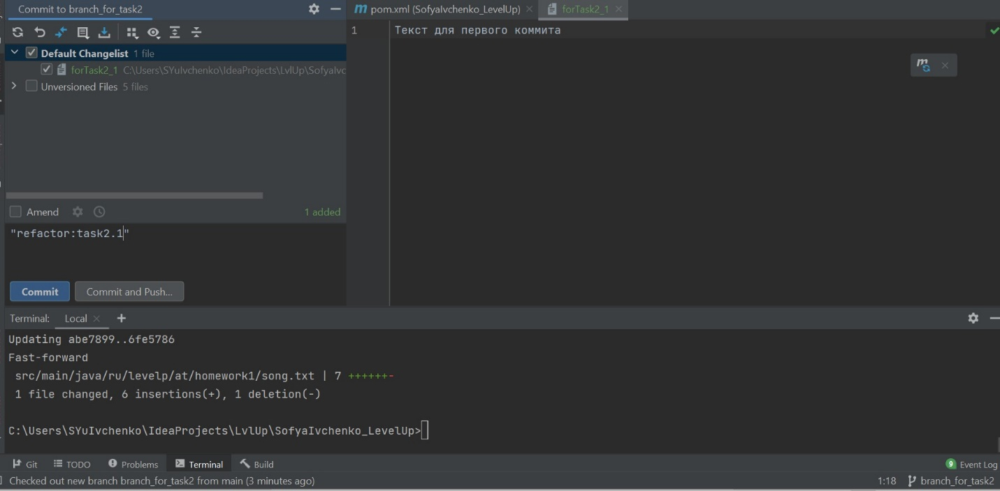 Commit to branch_for_task2
pom.xml (SofyaIvchenko_LevelUp)
forTask2_1
Default Changelist 1 file
forTask2_1 C:\Users\SYuIvchenko\IdeaProjects\LvlUp\SofyaIvc
Unversioned Files 5 files
1 Текст для первого коммита
Amend
1 added
"refactor:task2.1"
Commit
Commit and Push...
Terminal: Local +
Updating abe7899..6fe5786
Fast-forward
src/main/java/ru/levelp/at/homework1/song.txt | 7 ++++++-
1 file changed, 6 insertions(+), 1 deletion(-)
C:\Users\SYuIvchenko\IdeaProjects\LvlUp\SofyaIvchenko_LevelUp>
Git TODO Problems Terminal Build 9 Event Log
Checked out new branch branch_for_task2 from main (3 minutes ago) 1:18 branch_for_task2